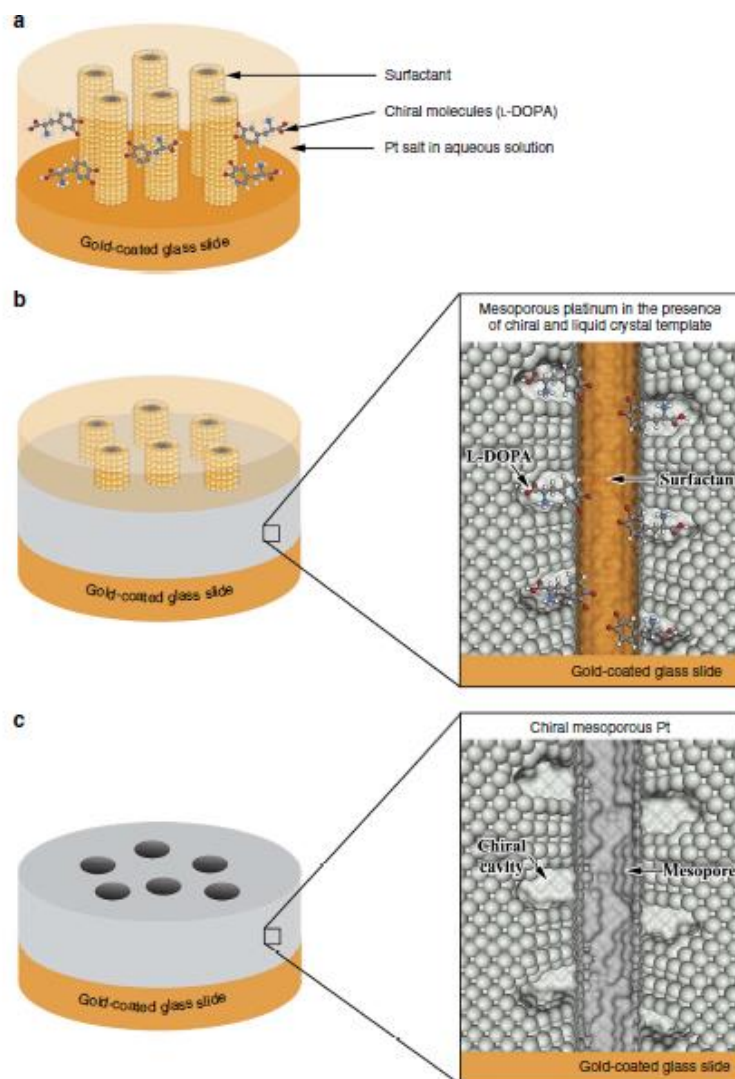 a
Surfactant
Chiral molecules (L-DOPA)
Pt salt in aqueous solution
Gold-coated glass slide
b
Mesoporous platinum in the presence
of chiral and liquid crystal template
L-DOPA
Surfactant
Gold-coated glass slide
Gold-coated glass slide
c
Chiral mesoporous Pt
Chiral
cavity
Mesopore
Gold-coated glass slide
Gold-coated glass slide